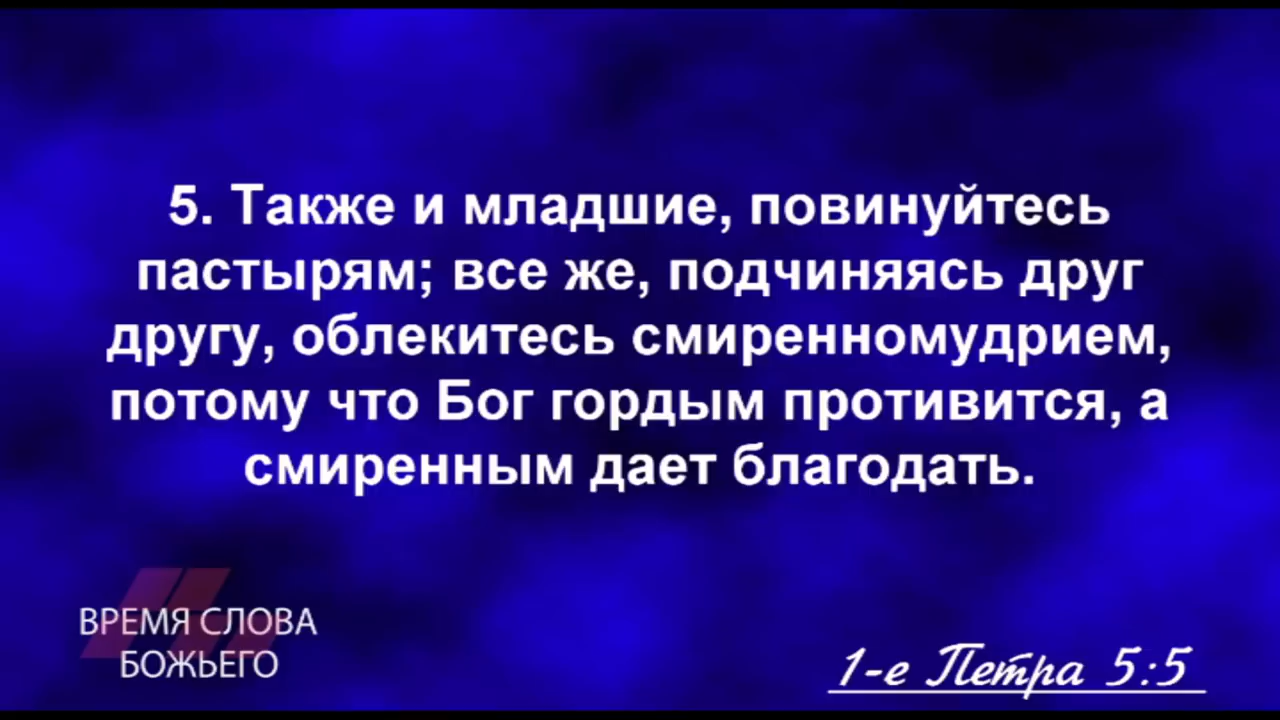 5. Также и младшие, повинуйтесь
пастырям; все же, подчиняясь друг
другу, облекитесь смиренномудрием,
потому что Бог гордым противится, а
смиренным дает благодать.
ВРЕМЯ СЛОВА
БОЖЬЕГО
1-е Петра 5:5